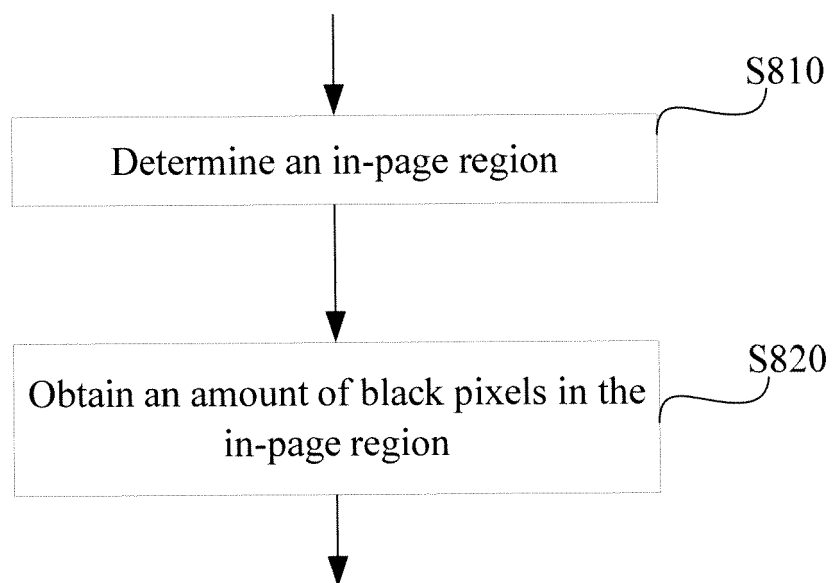 S810
Determine an in-page region
S820
Obtain an amount of black pixels in the
in-page region